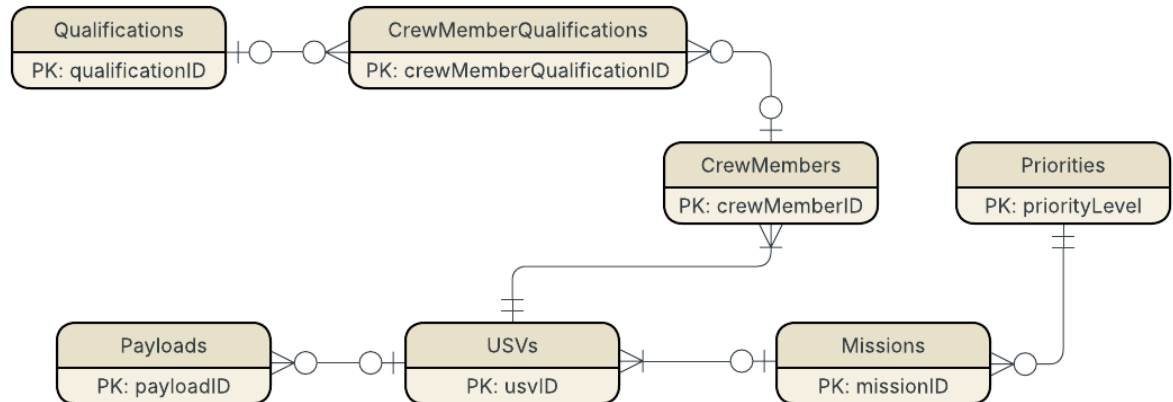 Qualifications
PK: qualificationID
CrewMemberQualifications
PK: crewMemberQualificationID
CrewMembers
PK: crewMemberID
Priorities
PK: priorityLevel
Payloads
PK: payloadID
USVs
PK: usvID
Missions
PK: missionID